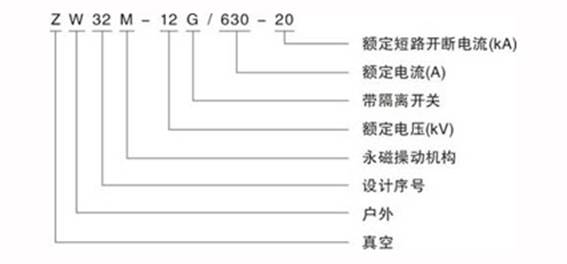 ZW32M-12G/630-20
额定短路开断电流(kA)
额定电流(A)
带隔离开关
额定电压(kV)
永磁操动机构
设计序号
户外
真空